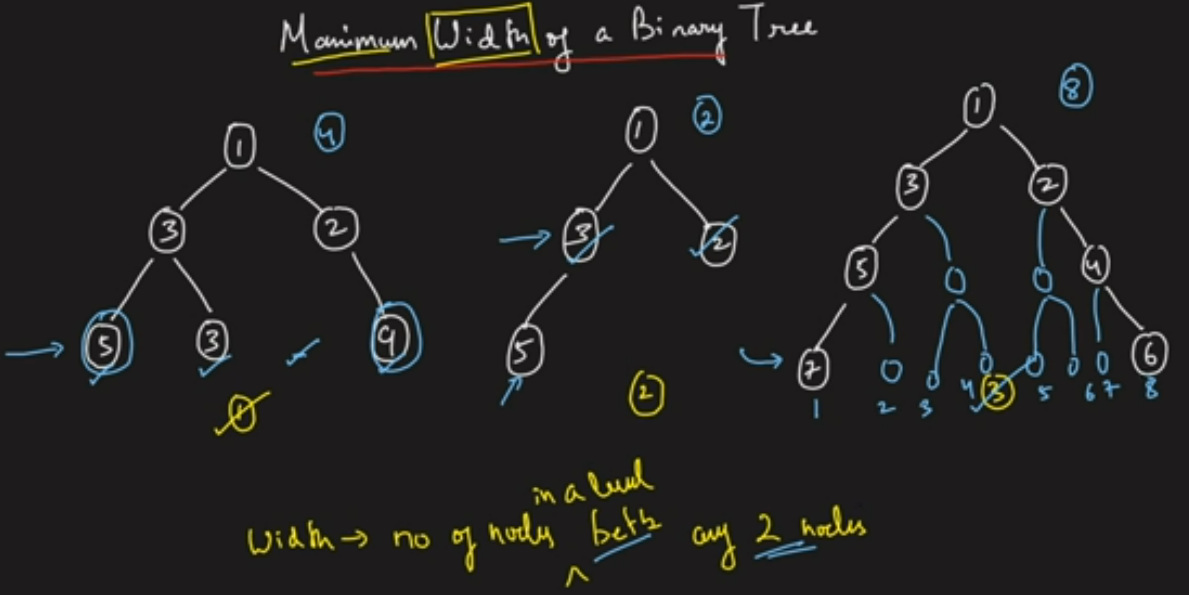 Maximum Width of a Binary Tree
1 4 1 2 1 8
3 2 3 2 3 2
5 0 0 4
5 3 9 5 7 0 0 0 0 0 0 6
1 2 3 4 3 5 6 7 8
1 2
in a level
Width → no of nodes betn any 2 nodes